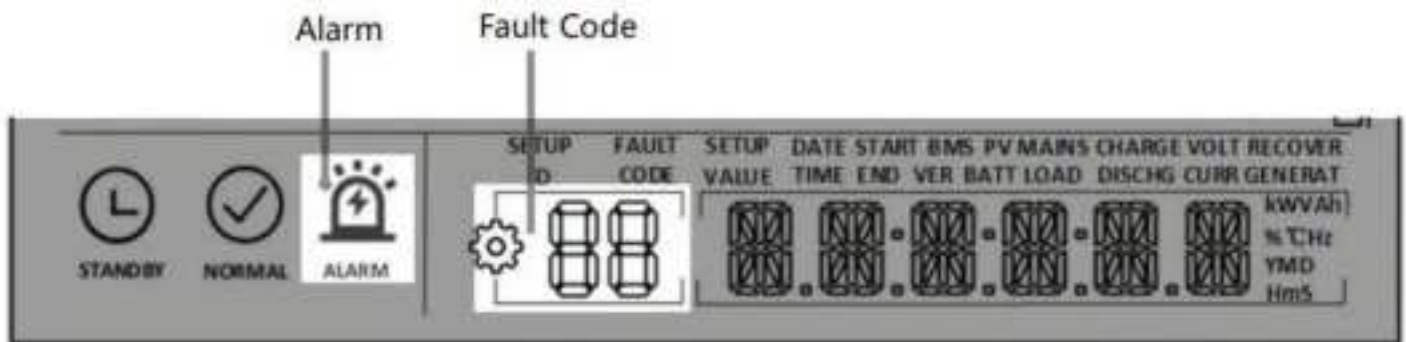 Alarm
Fault Code
SETUP FAULT SETUP DATE START BMS PV MAINS CHARGE VOLT RECOVER
CODE VALUE TIME END VER BATT LOAD DISCHG CURR GENERAT
88
kWVAh
% ℃Hz
YMD
HmS
STANDBY NORMAL ALARM